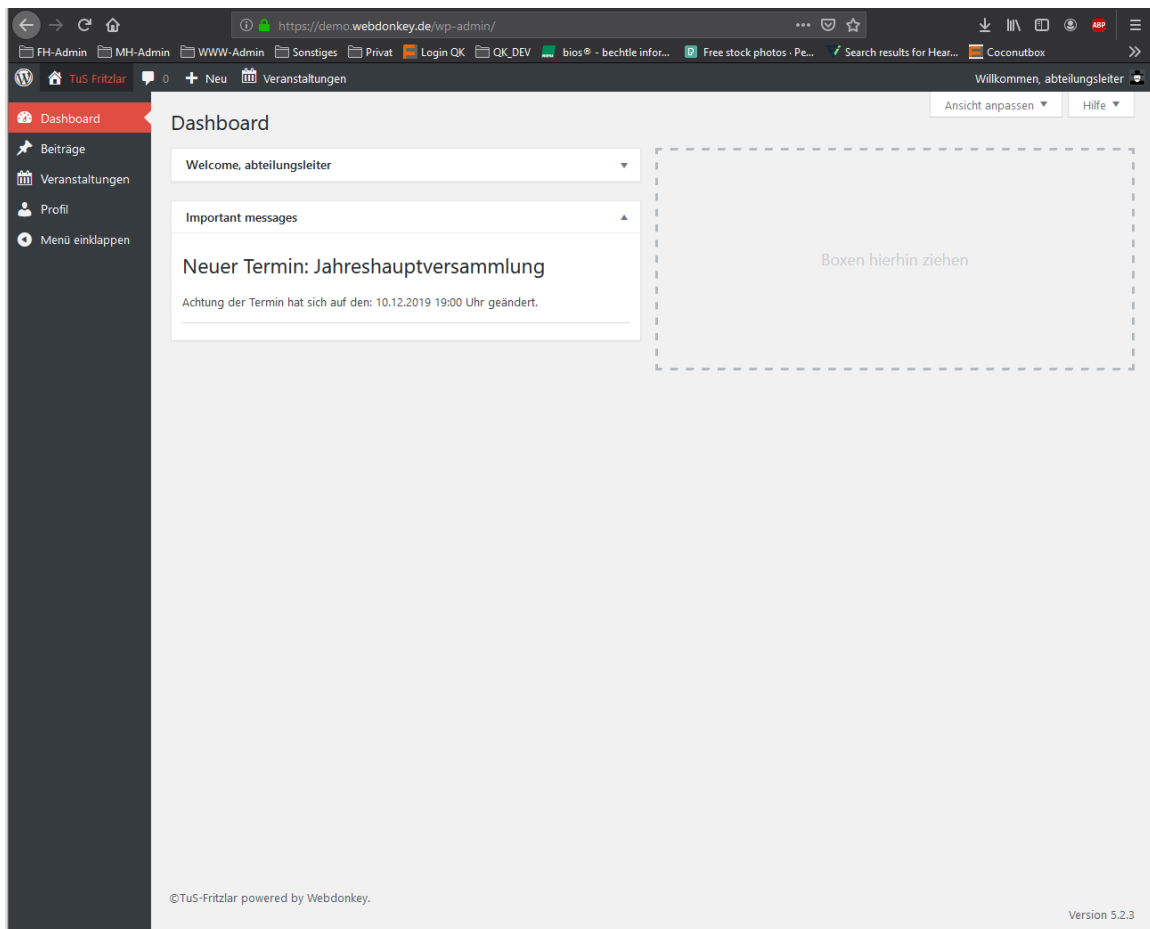 https://demo.webdonkey.de/wp-admin/
ABP
FH-Admin MH-Admin WWW-Admin Sonstiges Privat Login QK QK_DEV bios® - bechtle infor... Free stock photos · Pe... Search results for Hear... Coconutbox
TuS Fritzlar 0 Neu Veranstaltungen Willkommen, abteilungsleiter
Ansicht anpassen Hilfe
Dashboard
Beiträge
Veranstaltungen
Profil
Menü einklappen
Dashboard
Welcome, abteilungsleiter
Important messages
Neuer Termin: Jahreshauptversammlung
Achtung der Termin hat sich auf den: 10.12.2019 19:00 Uhr geändert.
Boxen hierhin ziehen
©TuS-Fritzlar powered by Webdonkey.
Version 5.2.3